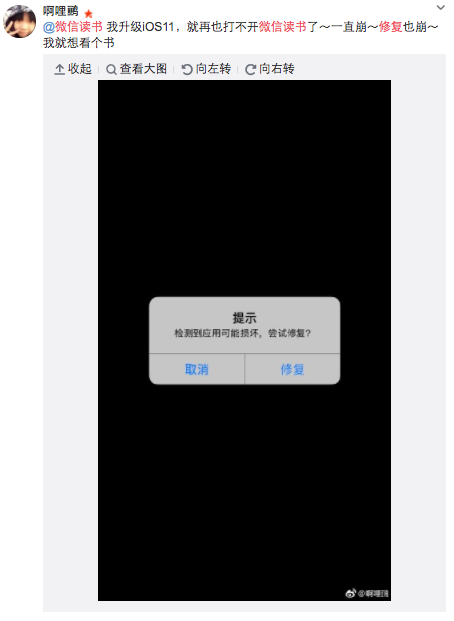 啊哩鹂
@微信读书 我升级iOS11，就再也打不开微信读书了～一直崩～修复也崩～
我就想看个书
收起 查看大图 向左转 向右转
提示
检测到应用可能损坏，尝试修复？
取消 修复